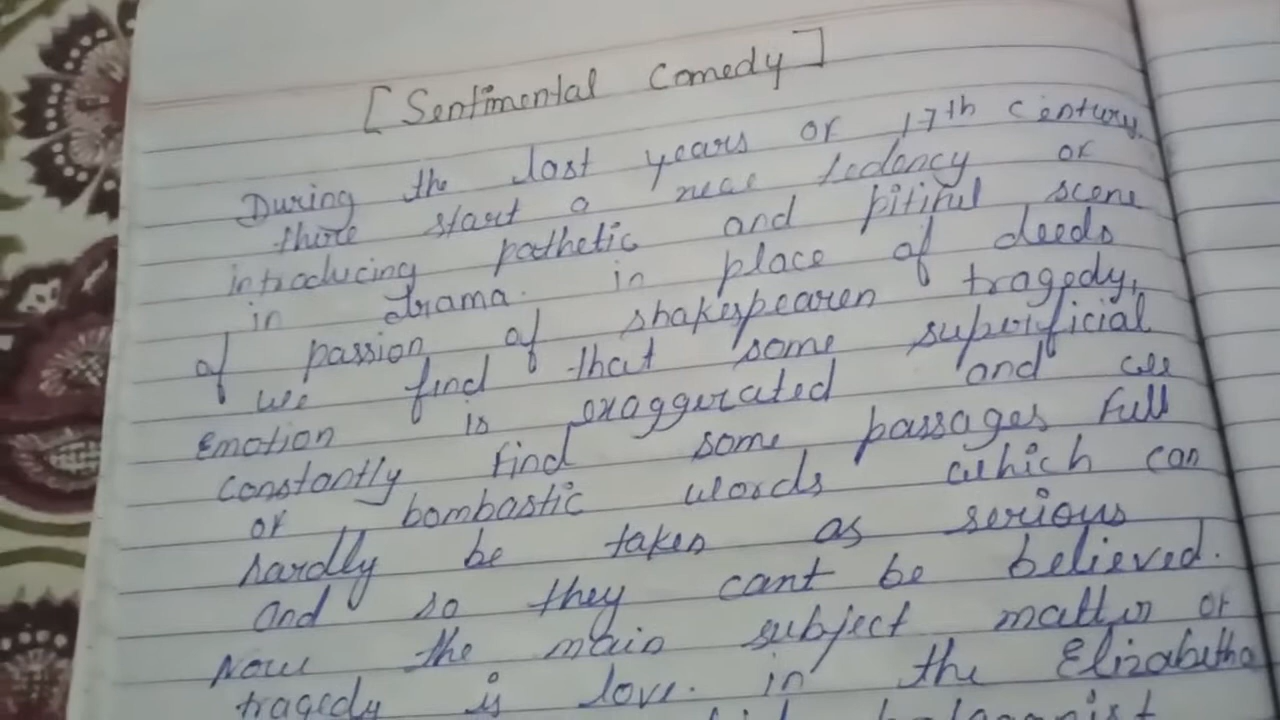 [Sentimental Comedy]
During the last years of 17th century
there start a new tedency of
introducing pathetic and pitiful scene
in drama. in place of deeds
of passion of shakespearen tragedy,
we find that some superificial
Emotion is exaggerated and we
constantly find some passages full
of bombastic words which can
hardly be taken as serious
and so they cant be believed.
Now the main subject matter of
tragedy is love. in the Elizabetha